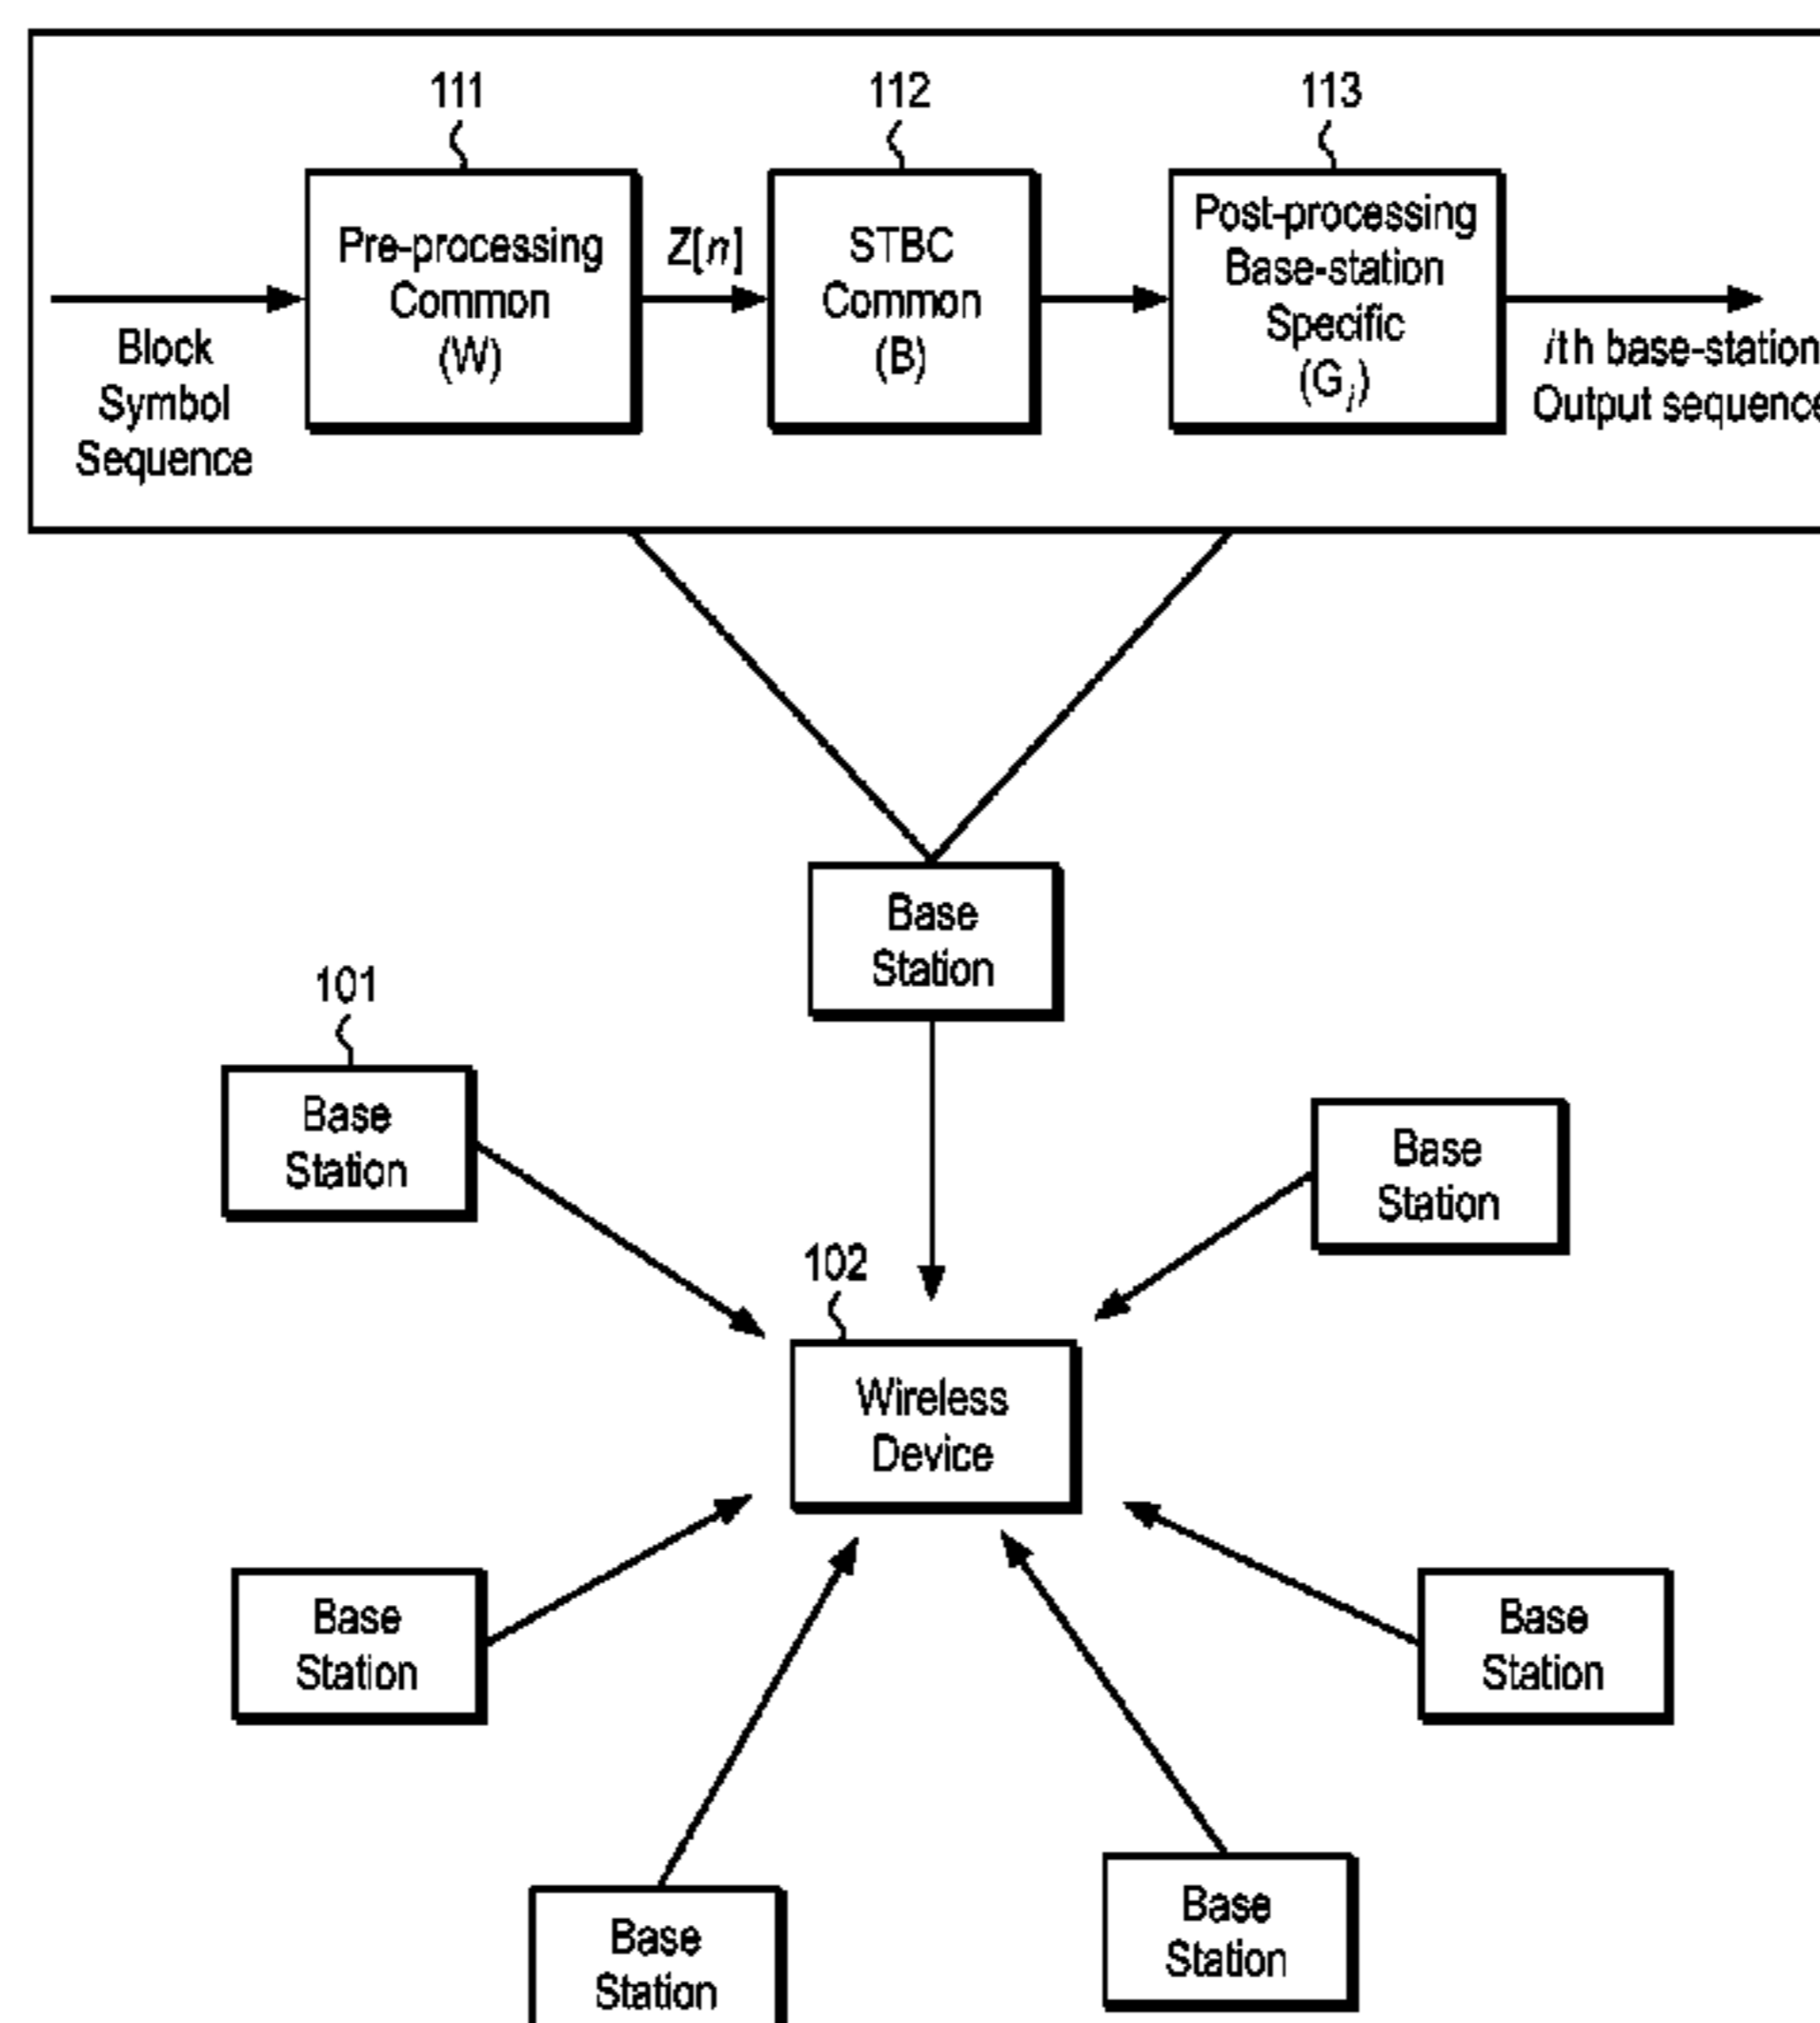 111
112
113
Pre-processing
Common
(W)
Z[n]
STBC
Common
(B)
Post-processing
Base-station
Specific
(Gi)
Block
Symbol
Sequence
ith base-station
Output sequence
Base
Station
101
Base
Station
Base
Station
102
Wireless
Device
Base
Station
Base
Station
Base
Station
Base
Station